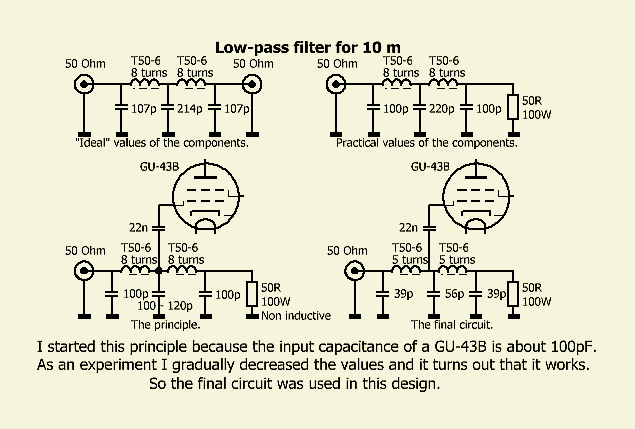 Low-pass filter for 10 m
50 Ohm T50-6 T50-6 50 Ohm
8 turns 8 turns
107p 214p 107p
"Ideal" values of the components.
50 Ohm T50-6 T50-6
8 turns 8 turns
100p 220p 100p 50R
100W
Practical values of the components.
GU-43B
22n
50 Ohm T50-6 T50-6
8 turns 8 turns
100p 100 - 120p 100p 50R
100W
Non inductive
The principle.
GU-43B
22n
50 Ohm T50-6 T50-6
5 turns 5 turns
39p 56p 39p 50R
100W
The final circuit.
I started this principle because the input capacitance of a GU-43B is about 100pF.
As an experiment I gradually decreased the values and it turns out that it works.
So the final circuit was used in this design.